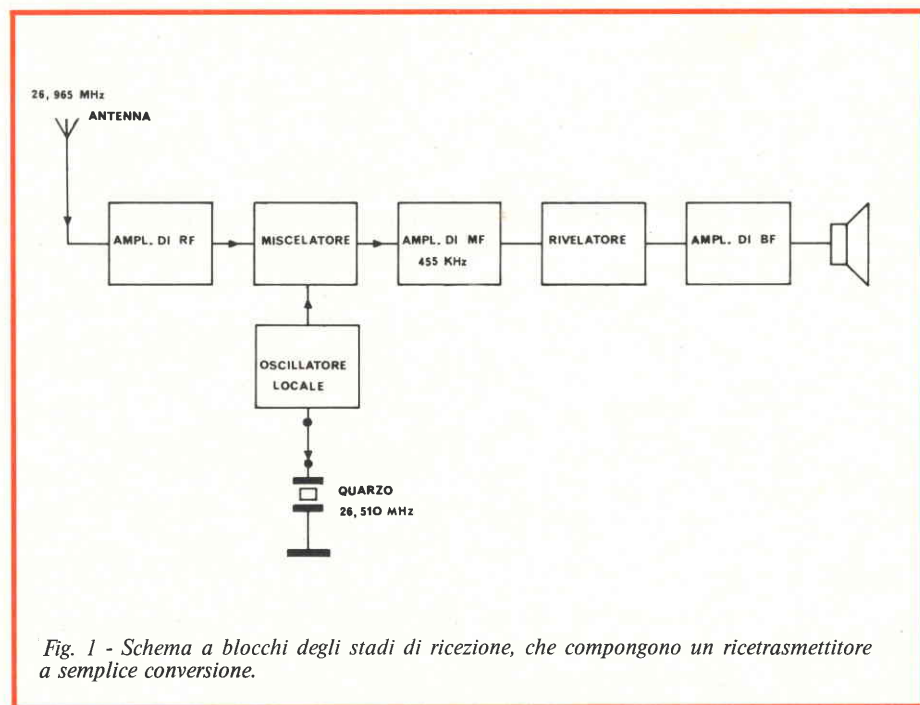 26, 965 MHz
ANTENNA
AMPL. DI RF
MISCELATORE
AMPL. DI MF
455 KHz
RIVELATORE
AMPL. DI BF
OSCILLATORE
LOCALE
QUARZO
26, 510 MHz
Fig. 1 - Schema a blocchi degli stadi di ricezione, che compongono un ricetrasmettitore
a semplice conversione.